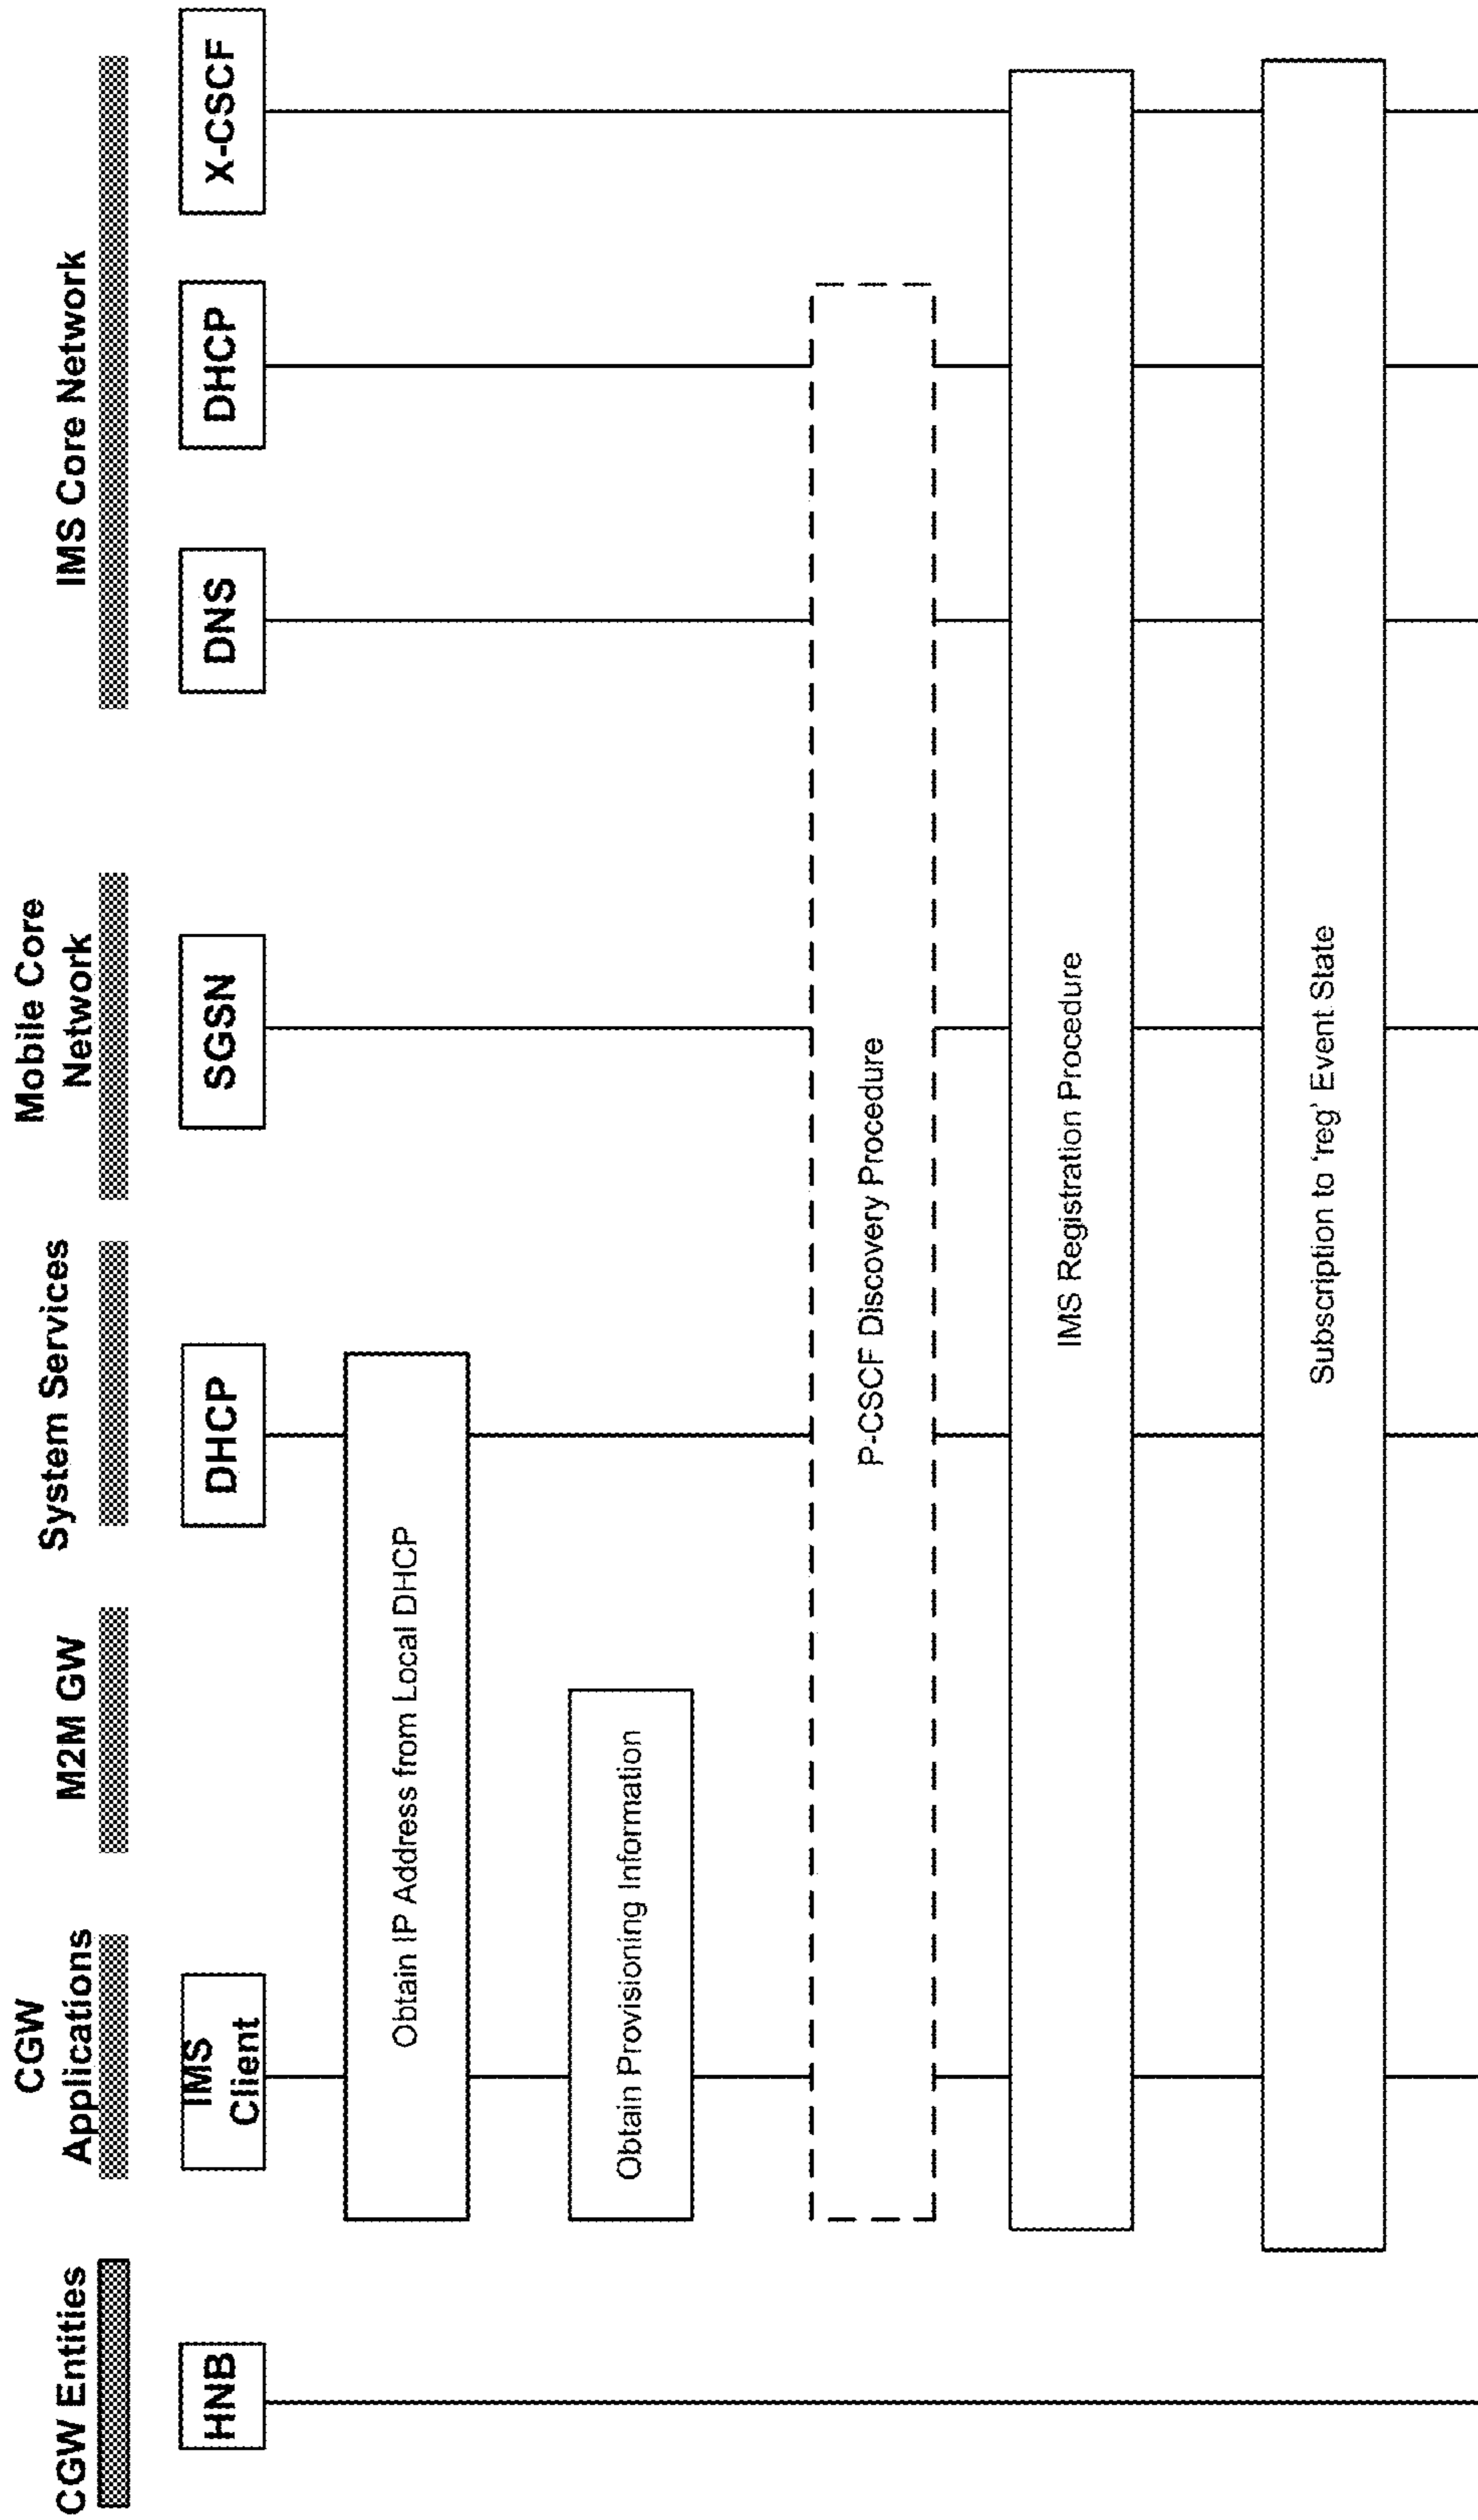 CGW Entities
CGW
Applications
M2M GW
System Services
Mobile Core
Network
IMS Core Network
HNB
IMS
Client
DHCP
SGSN
DNS
DHCP
X-CSCF
Obtain IP Address from Local DHCP
Obtain Provisioning Information
P-CSCF Discovery Procedure
IMS Registration Procedure
Subscription to 'reg' Event State